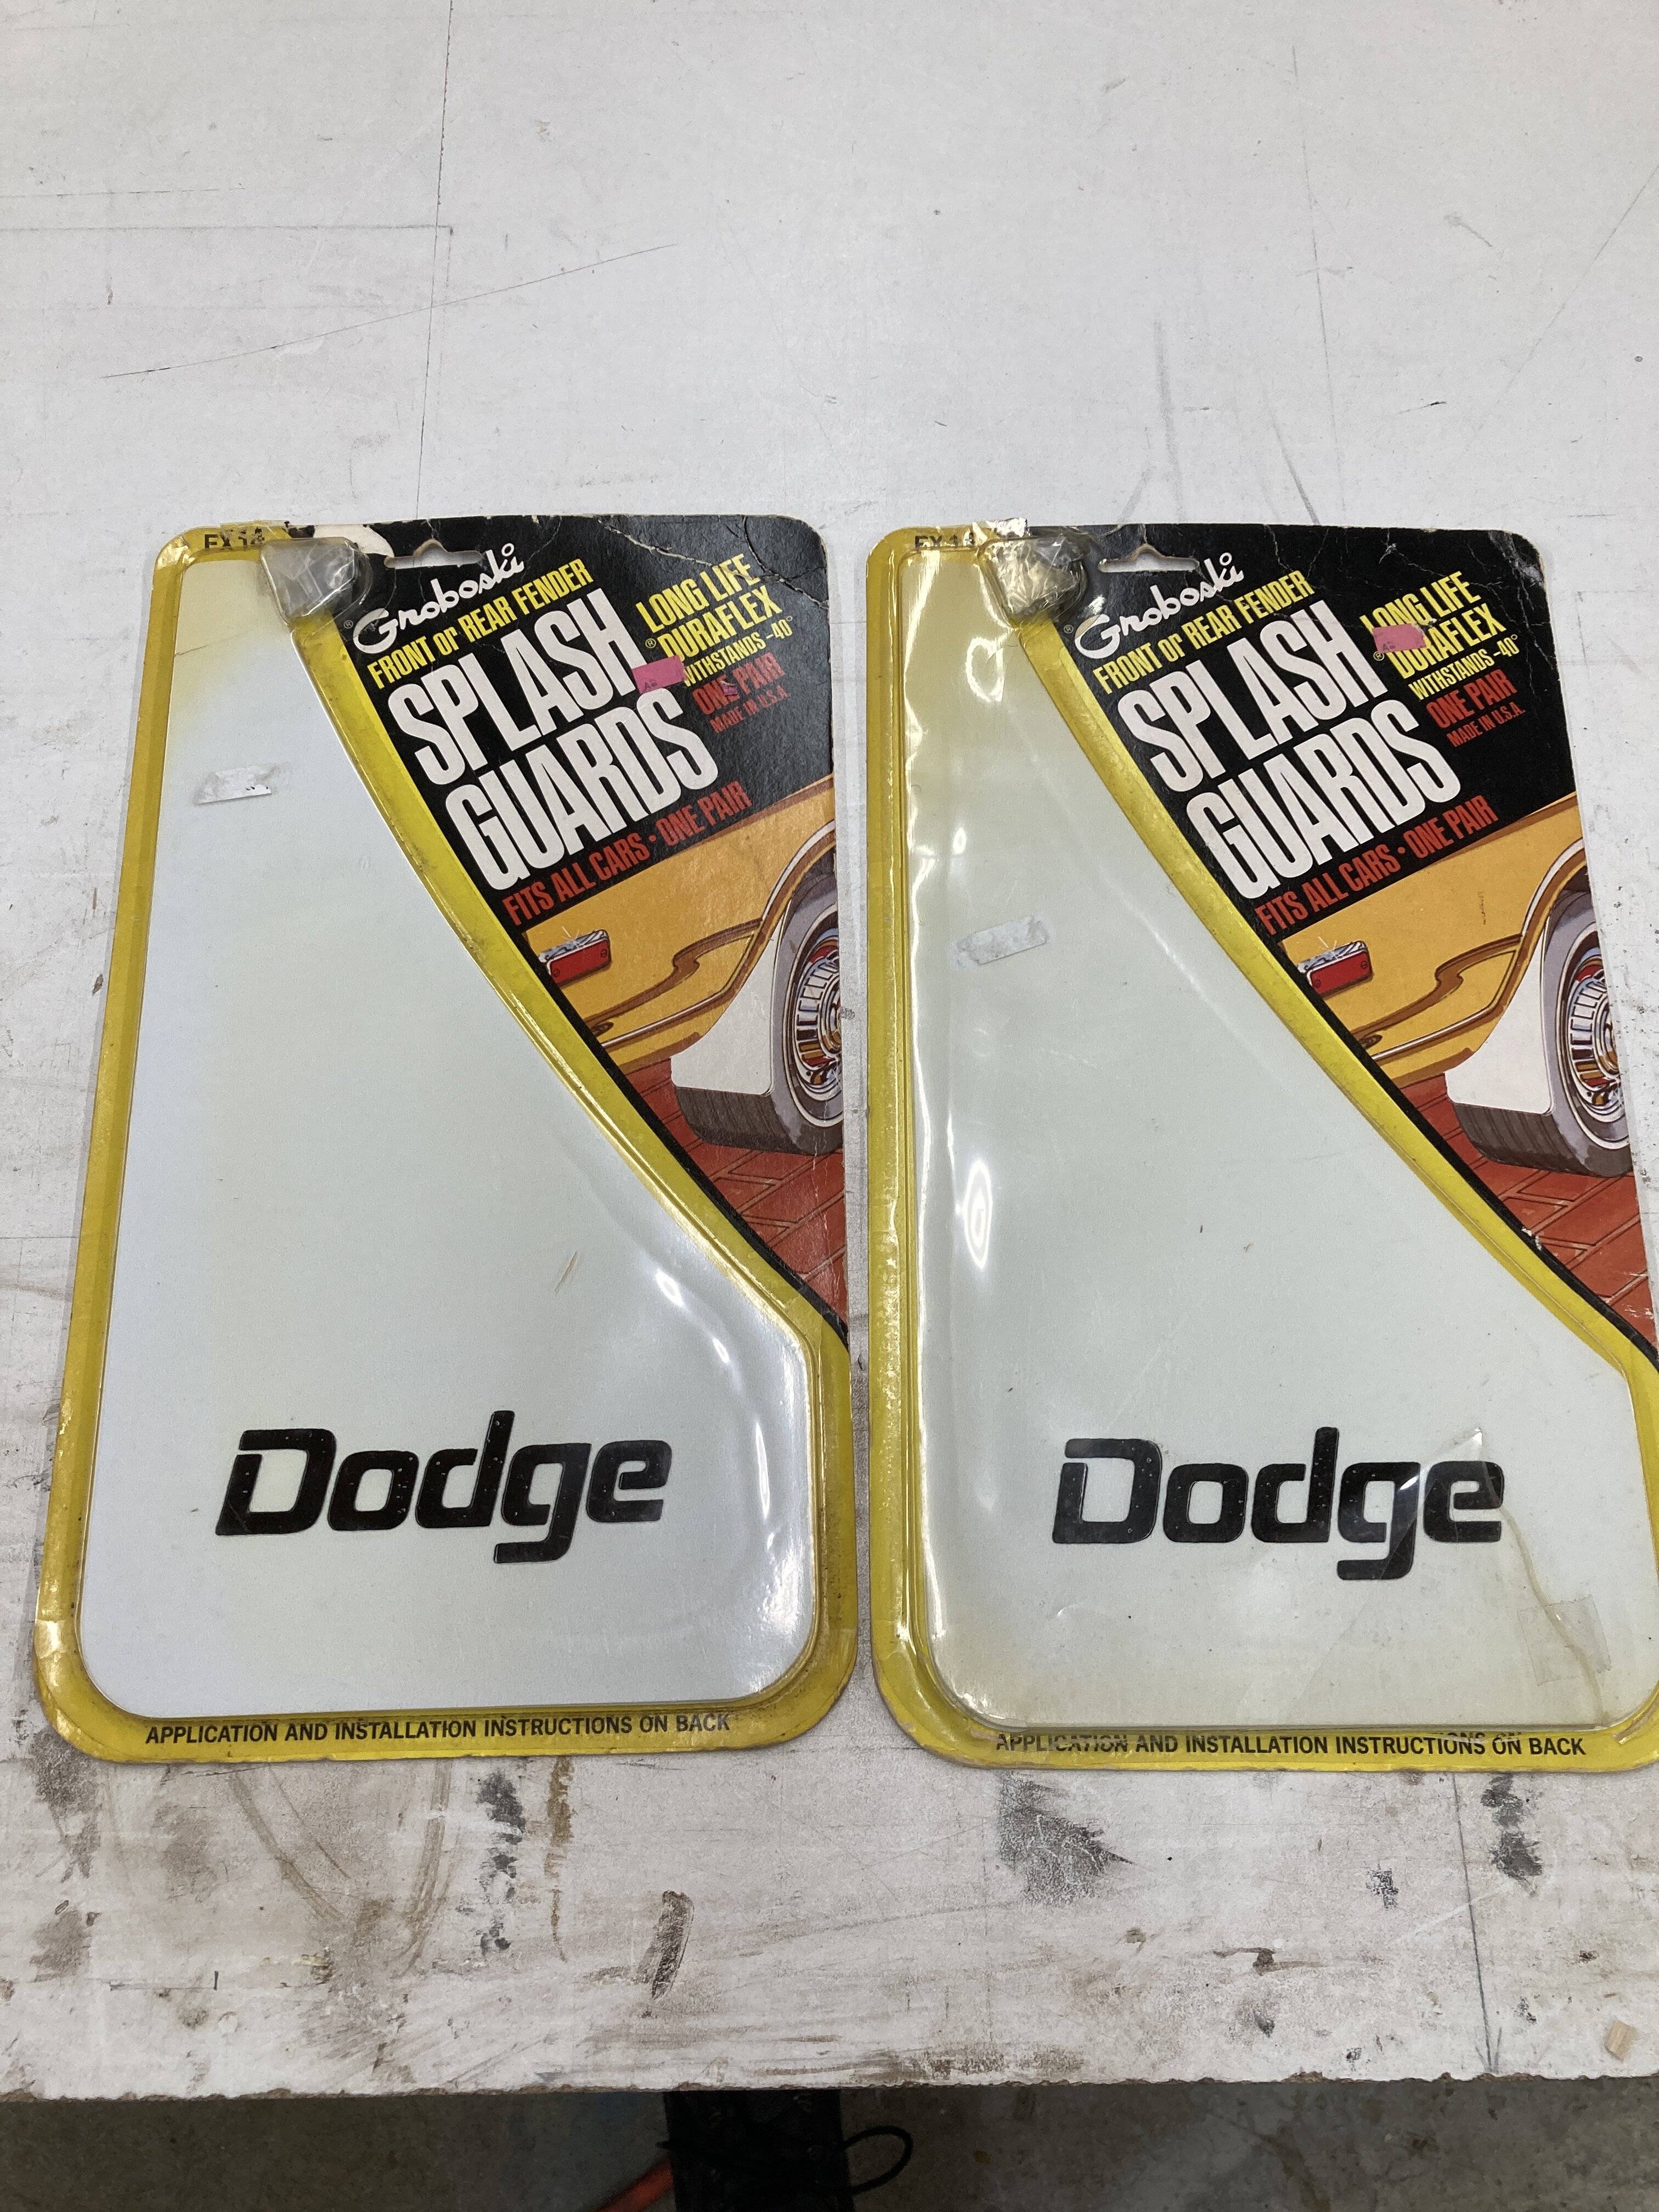 EX 14
Groboski
®
FRONT or REAR FENDER
SPLASH
GUARDS
FITS ALL CARS • ONE PAIR
LONG LIFE
® DURAFLEX
WITHSTANDS -40°
ONE PAIR
MADE IN U.S.A.
Dodge
APPLICATION AND INSTALLATION INSTRUCTIONS ON BACK
Groboski
®
FRONT or REAR FENDER
SPLASH
GUARDS
FITS ALL CARS • ONE PAIR
LONG LIFE
® DURAFLEX
WITHSTANDS -40°
ONE PAIR
MADE IN U.S.A.
Dodge
APPLICATION AND INSTALLATION INSTRUCTIONS ON BACK